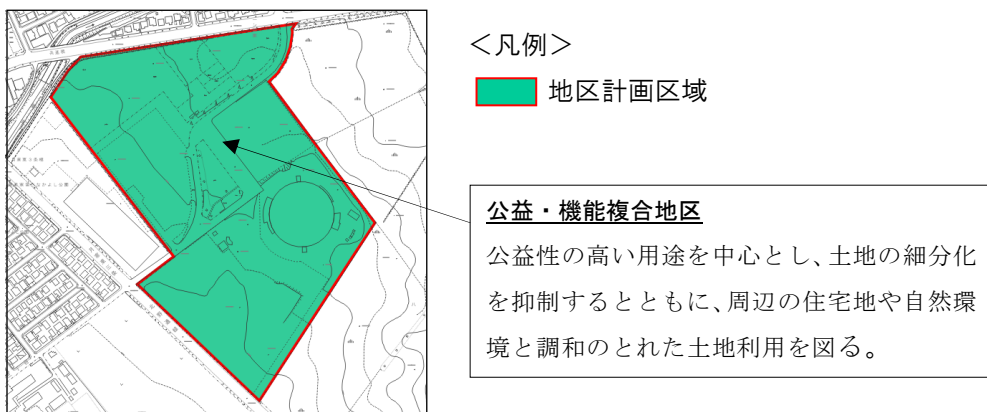 ＜凡例＞
地区計画区域
公益・機能複合地区
公益性の高い用途を中心とし、土地の細分化
を抑制するとともに、周辺の住宅地や自然環
境と調和のとれた土地利用を図る。